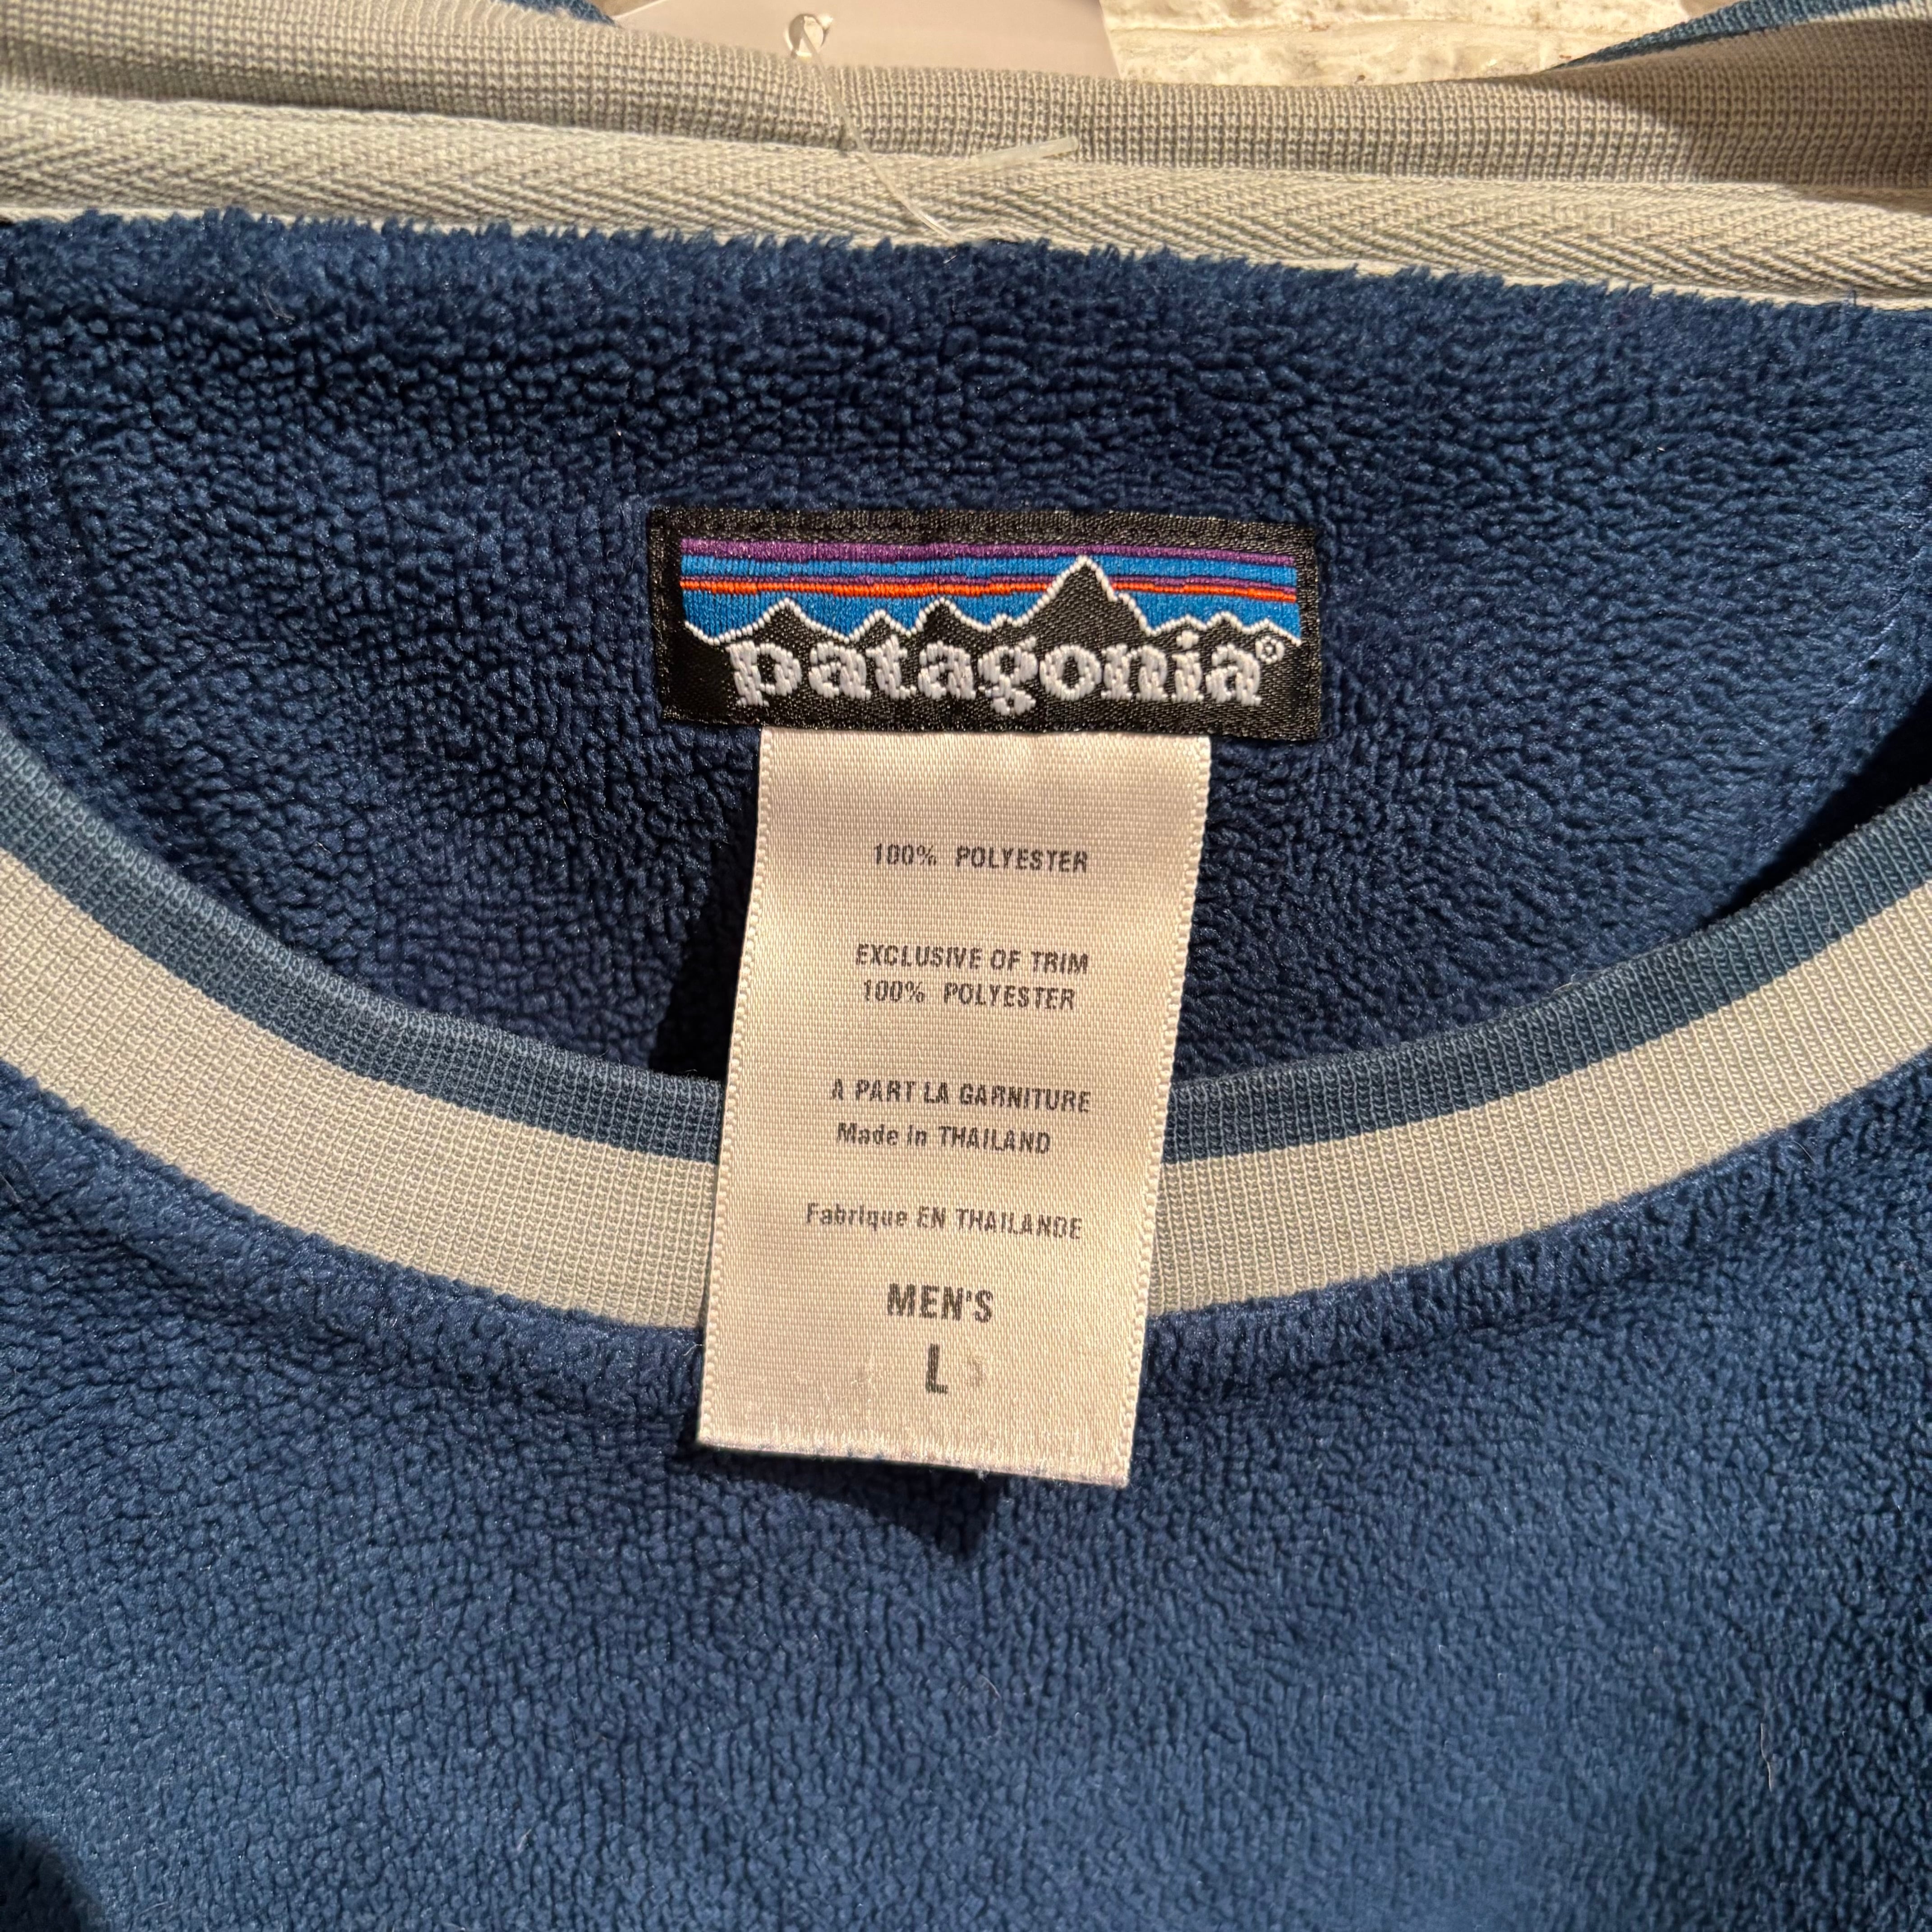 patagonia®
100% POLYESTER
EXCLUSIVE OF TRIM
100% POLYESTER
A PART LA GARNITURE
Made in THAILAND
Fabrique EN THAILANDE
MEN'S
L